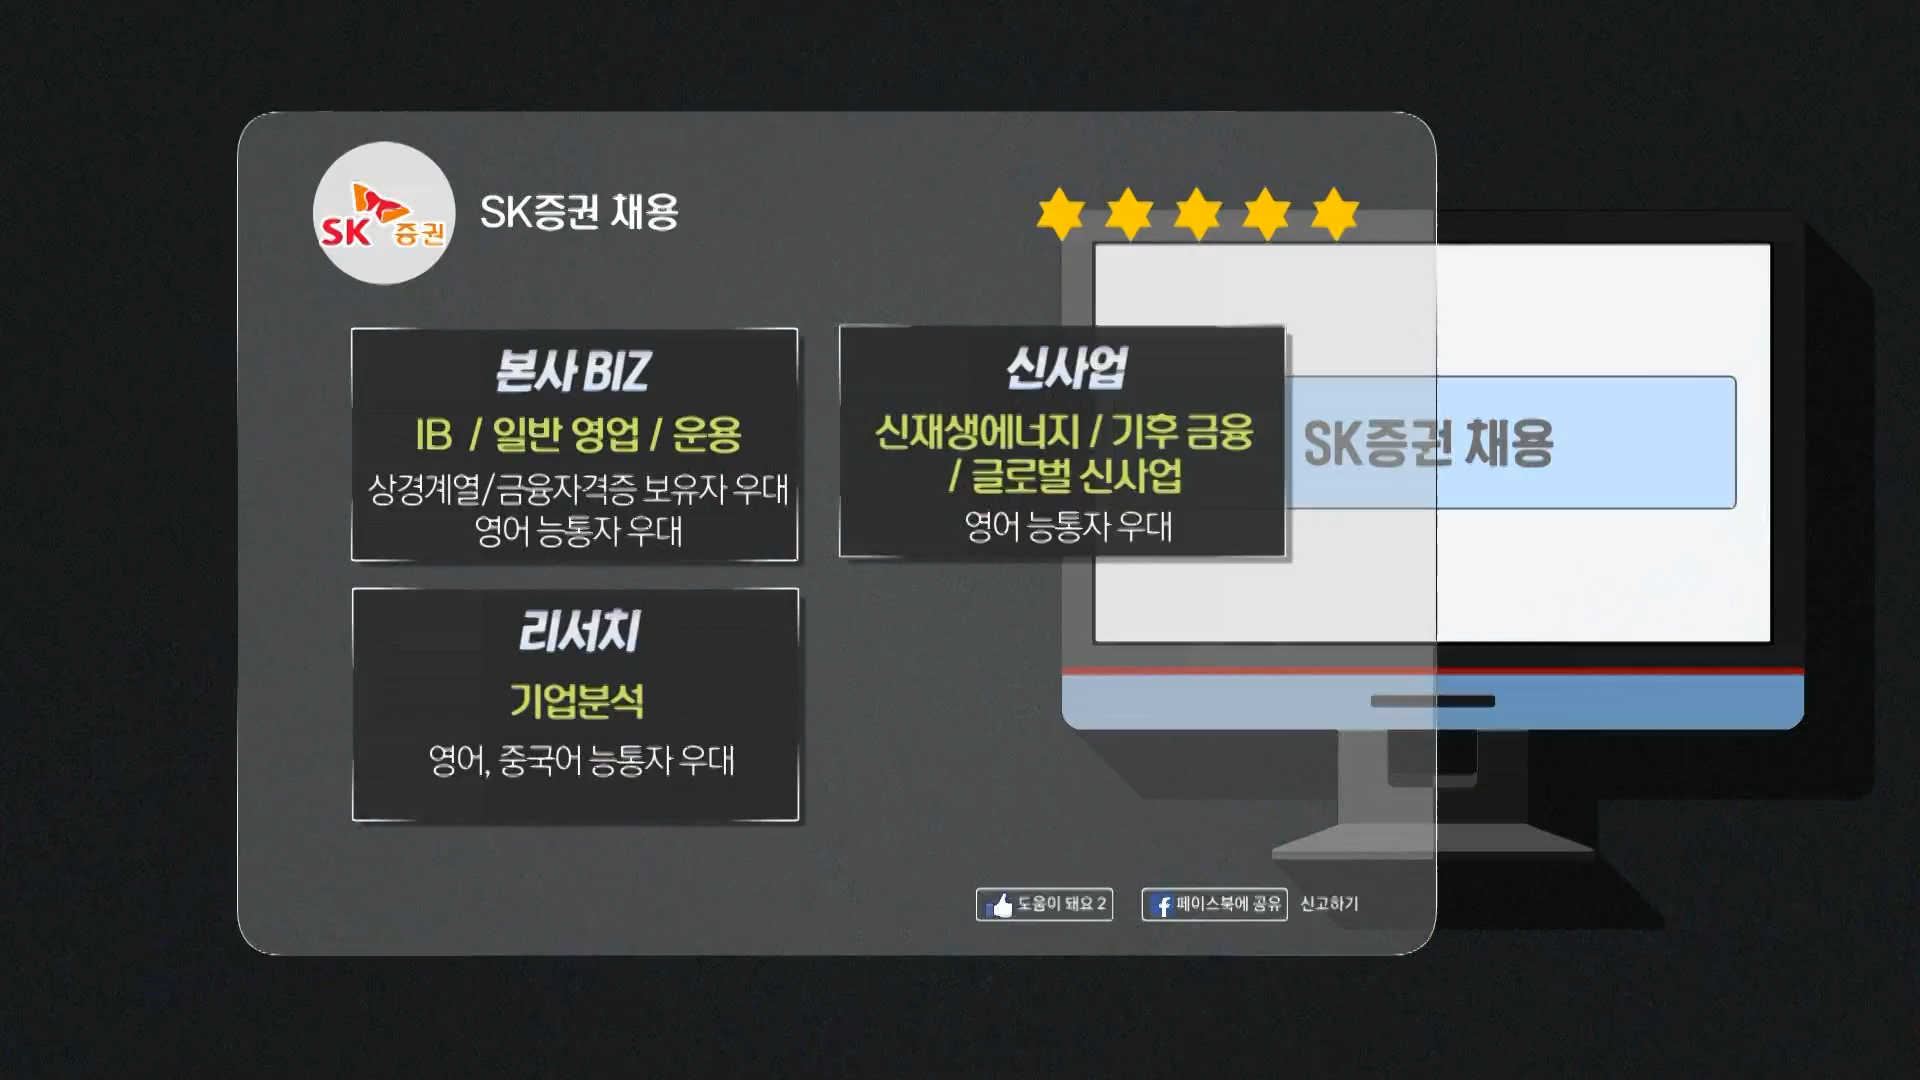 SK증권
SK증권 채용
본사 BIZ
IB / 일반 영업 / 운용
상경계열/금융자격증 보유자 우대
영어 능통자 우대
신사업
신재생에너지 / 기후 금융
/ 글로벌 신사업
영어 능통자 우대
SK증권 채용
리서치
기업분석
영어, 중국어 능통자 우대
도움이 돼요 2
f 페이스북에 공유
신고하기